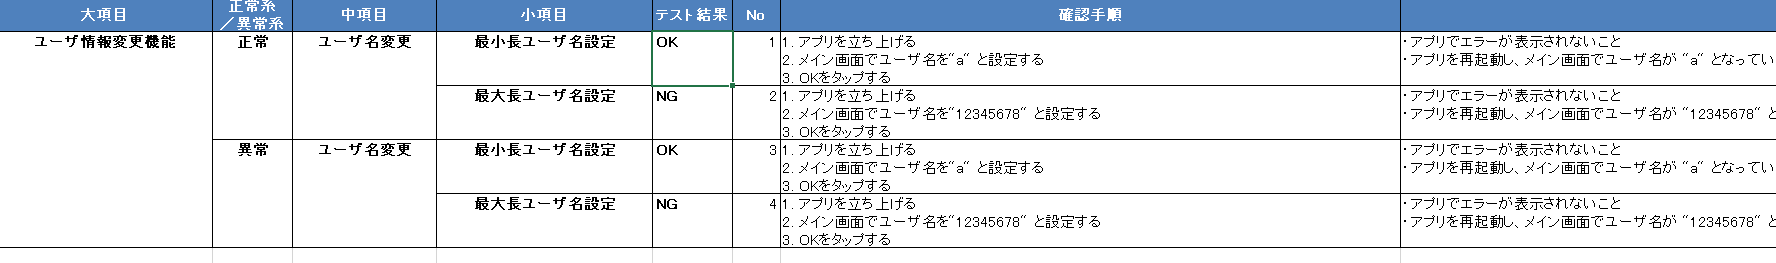 大項目
正常系
／異常系
中項目
小項目
テスト結果
No
確認手順
ユーザ情報変更機能
正常
ユーザ名変更
最小長ユーザ名設定
OK
1
1. アプリを立ち上げる
2. メイン画面でユーザ名を"a" と設定する
3. OKをタップする
・アプリでエラーが表示されないこと
・アプリを再起動し、メイン画面でユーザ名が "a" となってい
最大長ユーザ名設定
NG
2
1. アプリを立ち上げる
2. メイン画面でユーザ名を"12345678" と設定する
3. OKをタップする
・アプリでエラーが表示されないこと
・アプリを再起動し、メイン画面でユーザ名が "12345678" と
異常
ユーザ名変更
最小長ユーザ名設定
OK
3
1. アプリを立ち上げる
2. メイン画面でユーザ名を"a" と設定する
3. OKをタップする
・アプリでエラーが表示されないこと
・アプリを再起動し、メイン画面でユーザ名が "a" となってい
最大長ユーザ名設定
NG
4
1. アプリを立ち上げる
2. メイン画面でユーザ名を"12345678" と設定する
3. OKをタップする
・アプリでエラーが表示されないこと
・アプリを再起動し、メイン画面でユーザ名が "12345678" と